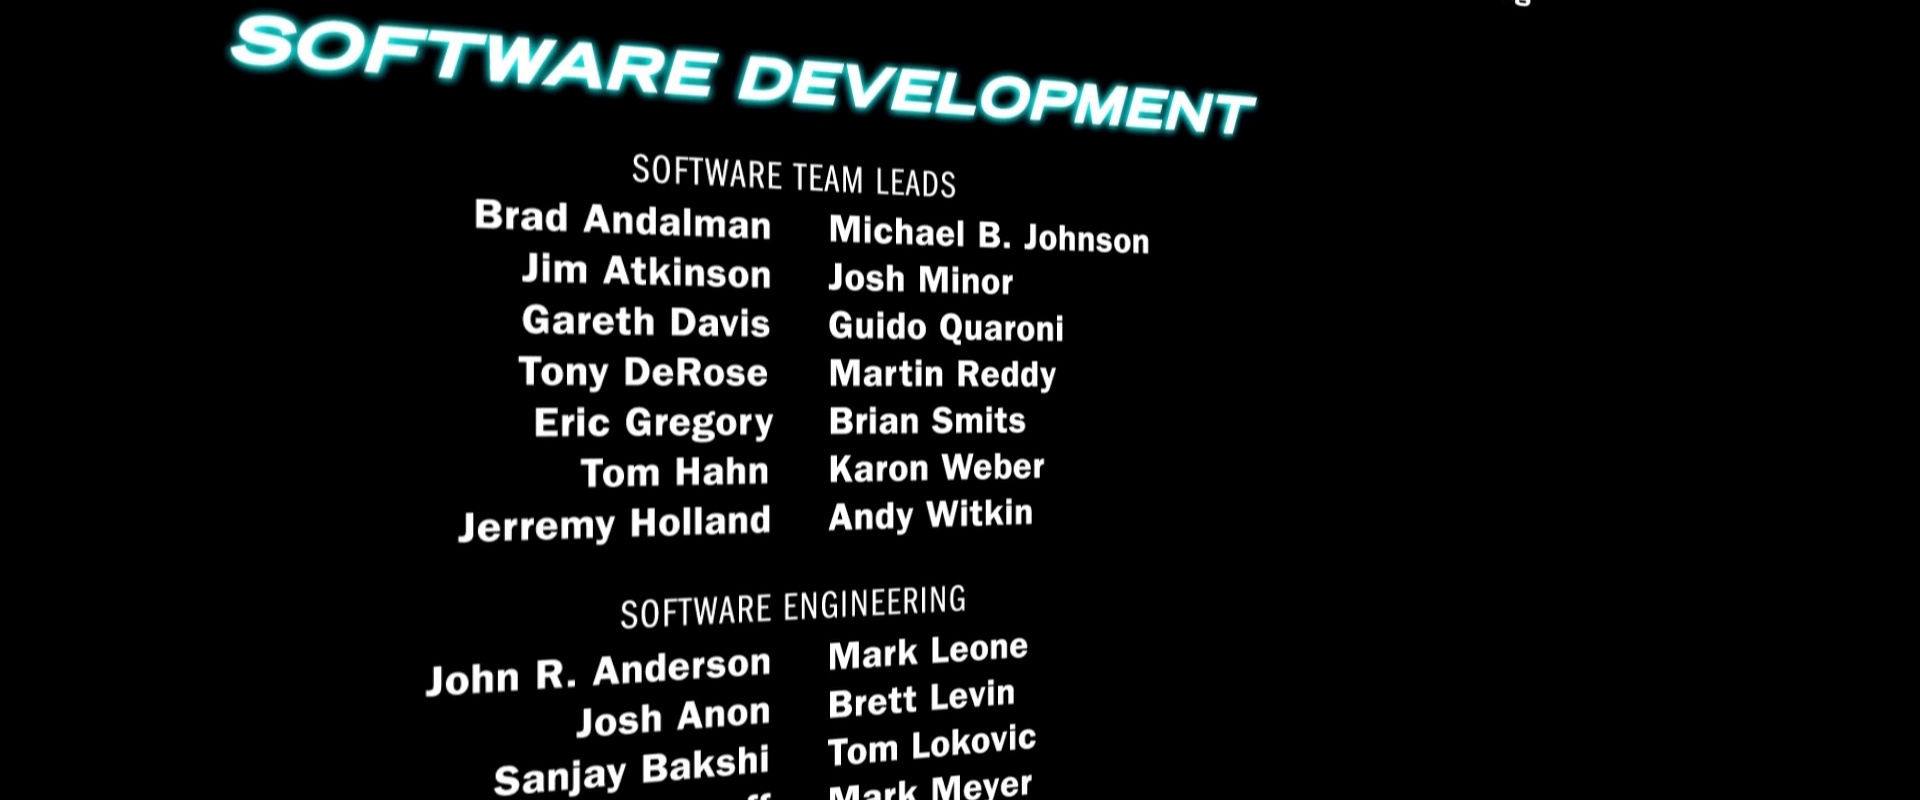 SOFTWARE DEVELOPMENT
SOFTWARE TEAM LEADS
Brad Andalman Michael B. Johnson
Jim Atkinson Josh Minor
Gareth Davis Guido Quaroni
Tony DeRose Martin Reddy
Eric Gregory Brian Smits
Tom Hahn Karon Weber
Jerremy Holland Andy Witkin
SOFTWARE ENGINEERING
John R. Anderson Mark Leone
Josh Anon Brett Levin
Sanjay Bakshi Tom Lokovic
Mark Meyer